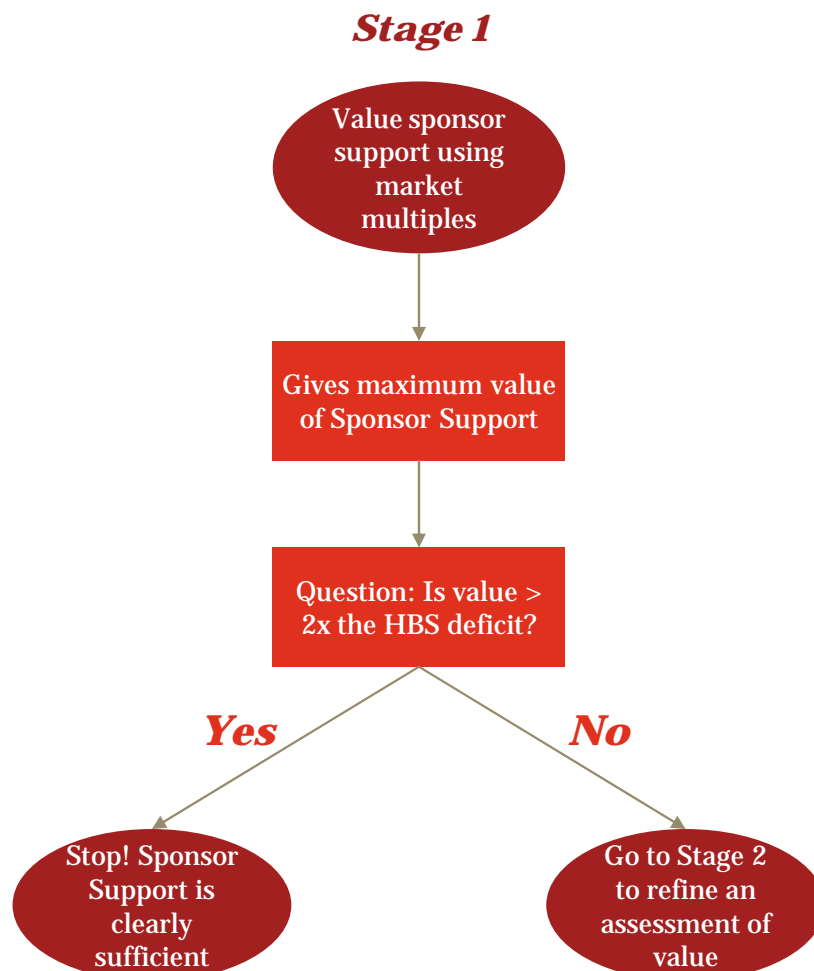 Stage 1
Value sponsor
support using
market
multiples
Gives maximum value
of Sponsor Support
Question: Is value >
2x the HBS deficit?
Yes
No
Stop! Sponsor
Support is
clearly
sufficient
Go to Stage 2
to refine an
assessment of
value